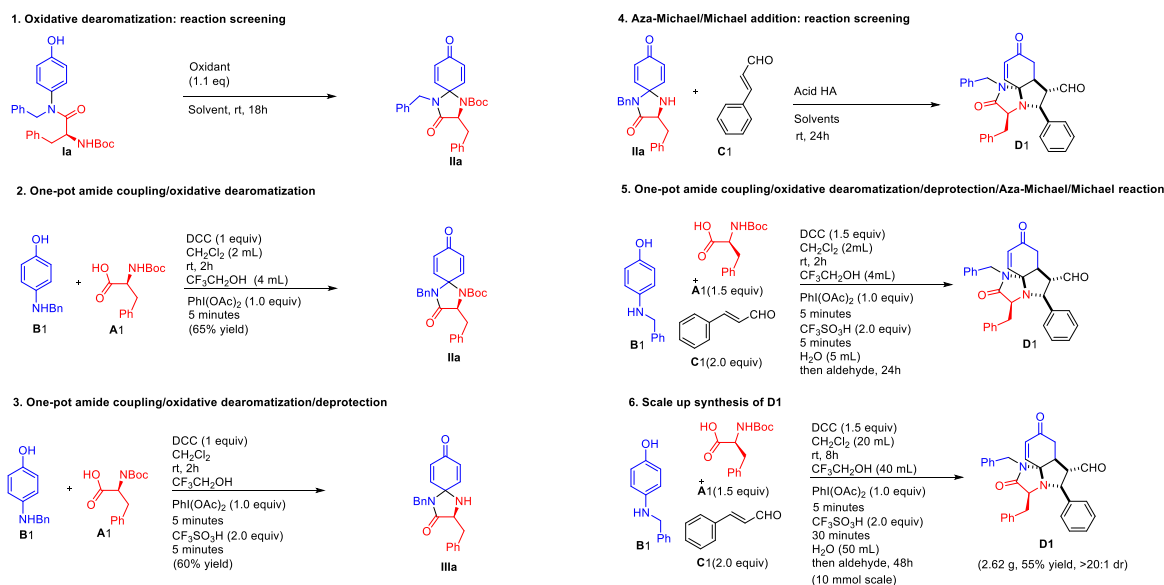 1. Oxidative dearomatization: reaction screening
OH
Ph
N
O
Ph
NHBoc
Ia
Oxidant
(1.1 eq)
Solvent, rt, 18h
O
Ph
N
NBoc
O
Ph
IIa
2. One-pot amide coupling/oxidative dearomatization
OH
NHBn
B1
+
HO
NHBoc
O
Ph
A1
DCC (1 equiv)
CH2Cl2 (2 mL)
rt, 2h
CF3CH2OH (4 mL)
PhI(OAc)2 (1.0 equiv)
5 minutes
(65% yield)
O
BnN
NBoc
O
Ph
IIa
3. One-pot amide coupling/oxidative dearomatization/deprotection
OH
NHBn
B1
+
HO
NBoc
O
Ph
A1
DCC (1 equiv)
CH2Cl2
rt, 2h
CF3CH2OH
PhI(OAc)2 (1.0 equiv)
5 minutes
CF3SO3H (2.0 equiv)
5 minutes
(60% yield)
O
BnN
NH
O
Ph
IIIa
4. Aza-Michael/Michael addition: reaction screening
O
BnN
NH
O
Ph
IIa
+
CHO
C1
Acid HA
Solvents
rt, 24h
O
Ph
N
CHO
O
N
Ph
D1
5. One-pot amide coupling/oxidative dearomatization/deprotection/Aza-Michael/Michael reaction
OH
HN
Ph
B1
HO
NHBoc
O
Ph
+
A1(1.5 equiv)
Ph
CHO
C1(2.0 equiv)
DCC (1.5 equiv)
CH2Cl2 (2mL)
rt, 2h
CF3CH2OH (4mL)
PhI(OAc)2 (1.0 equiv)
5 minutes
CF3SO3H (2.0 equiv)
5 minutes
H2O (5 mL)
then aldehyde, 24h
O
Ph
N
CHO
O
N
Ph
D1
6. Scale up synthesis of D1
OH
HN
Ph
B1
HO
NHBoc
O
Ph
+
A1(1.5 equiv)
CHO
C1(2.0 equiv)
DCC (1.5 equiv)
CH2Cl2 (20 mL)
rt, 8h
CF3CH2OH (40 mL)
PhI(OAc)2 (1.0 equiv)
5 minutes
CF3SO3H (2.0 equiv)
30 minutes
H2O (50 mL)
then aldehyde, 48h
(10 mmol scale)
O
Ph
N
CHO
O
N
Ph
D1
(2.62 g, 55% yield, >20:1 dr)